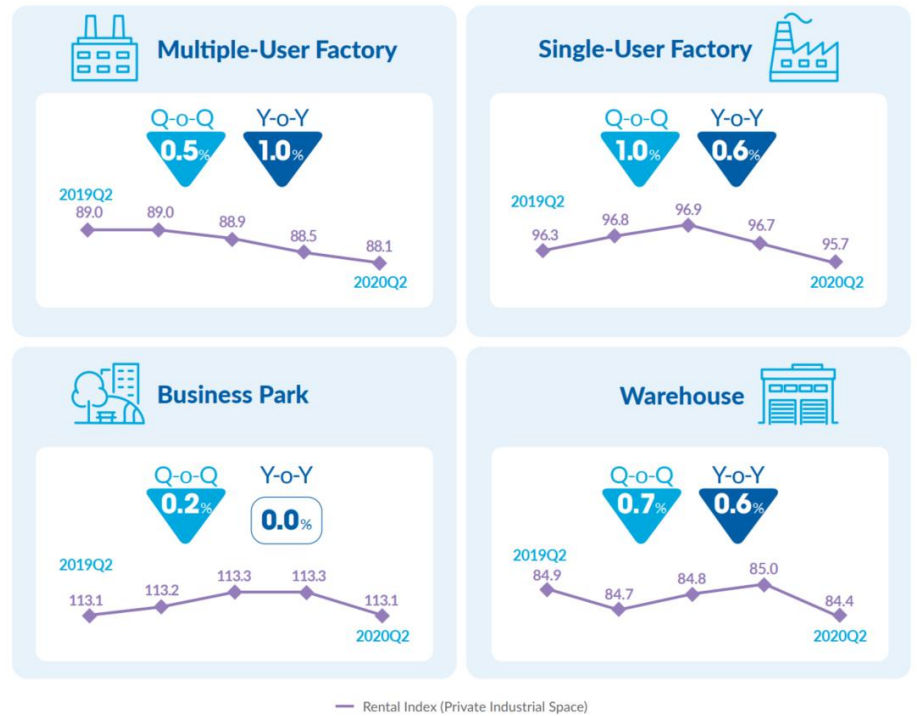 Multiple-User Factory
Q-o-Q Y-o-Y
0.5% 1.0%
2019Q2
89.0 89.0 88.9 88.5 88.1
2020Q2
Single-User Factory
Q-o-Q Y-o-Y
1.0% 0.6%
2019Q2
96.3 96.8 96.9 96.7 95.7
2020Q2
Business Park
Q-o-Q Y-o-Y
0.2% 0.0%
2019Q2
113.1 113.2 113.3 113.3 113.1
2020Q2
Warehouse
Q-o-Q Y-o-Y
0.7% 0.6%
2019Q2
84.9 84.7 84.8 85.0 84.4
2020Q2
Rental Index (Private Industrial Space)